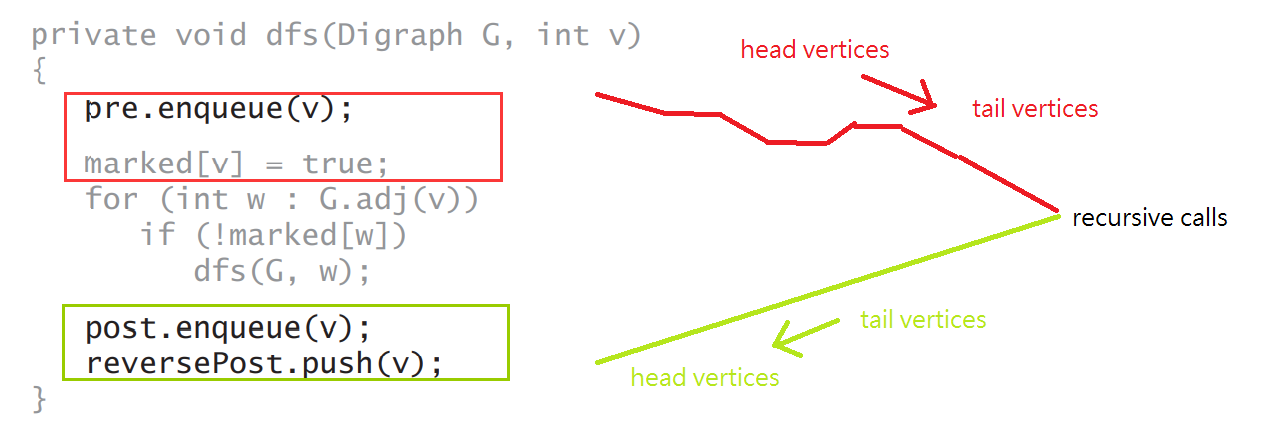 private void dfs(Digraph G, int v)
{
pre.enqueue(v);
marked[v] = true;
for (int w : G.adj(v))
if (!marked[w])
dfs(G, w);
post.enqueue(v);
reversePost.push(v);
}
head vertices
tail vertices
recursive calls
tail vertices
head vertices